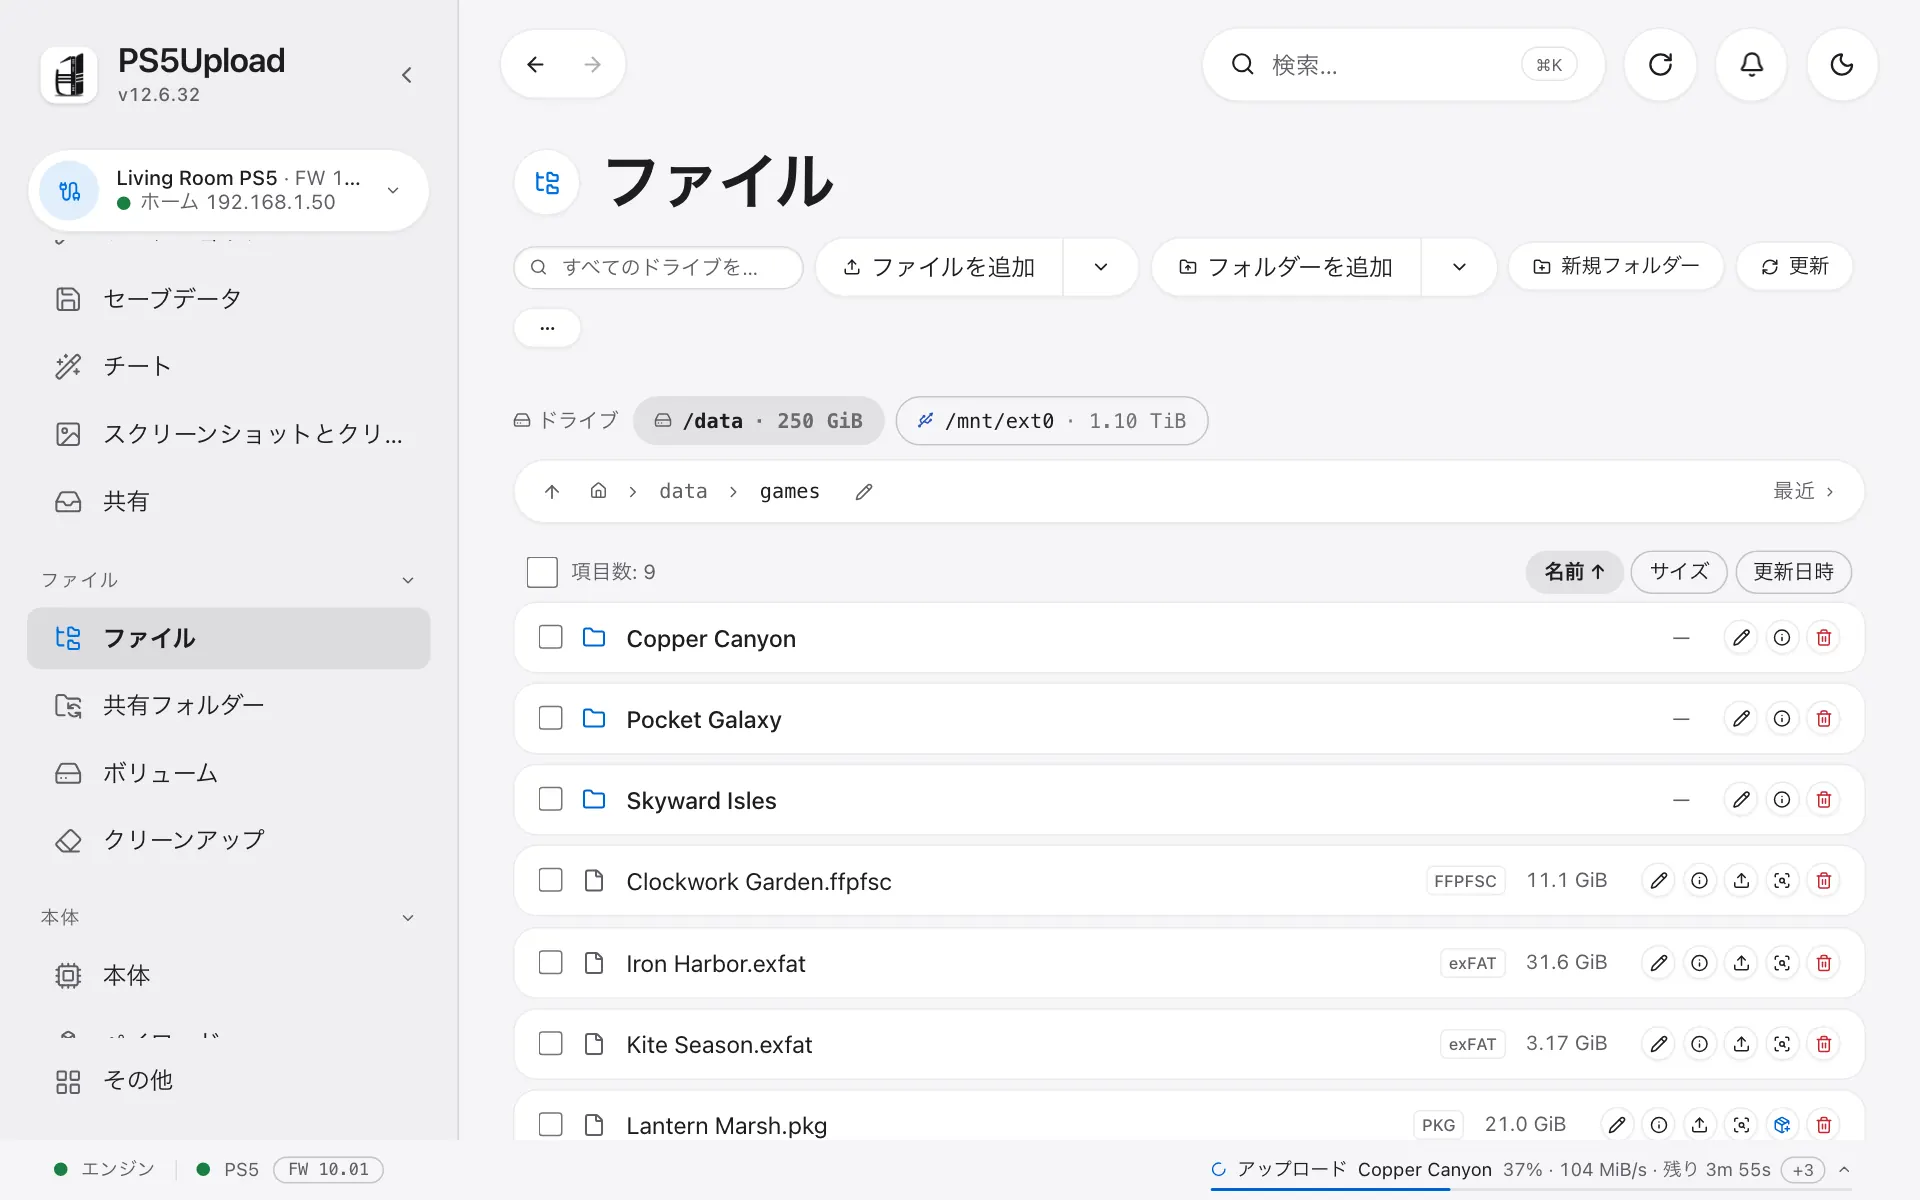 PS5Upload
v12.6.32
Living Room PS5 · FW 1...
ホーム 192.168.1.50
セーブデータ
チート
スクリーンショットとクリ...
共有
ファイル
ファイル
共有フォルダー
ボリューム
クリーンアップ
本体
本体
その他
検索...
⌘K
ファイル
すべてのドライブを...
ファイルを追加
フォルダーを追加
新規フォルダー
更新
...
ドライブ
/data · 250 GiB
/mnt/ext0 · 1.10 TiB
data
games
最近
項目数: 9
名前 ↑
サイズ
更新日時
Copper Canyon —
Pocket Galaxy —
Skyward Isles —
Clockwork Garden.ffpfsc FFPFSC 11.1 GiB
Iron Harbor.exfat exFAT 31.6 GiB
Kite Season.exfat exFAT 3.17 GiB
Lantern Marsh.pkg PKG 21.0 GiB
エンジン
PS5
FW 10.01
アップロード Copper Canyon 37% · 104 MiB/s · 残り 3m 55s +3